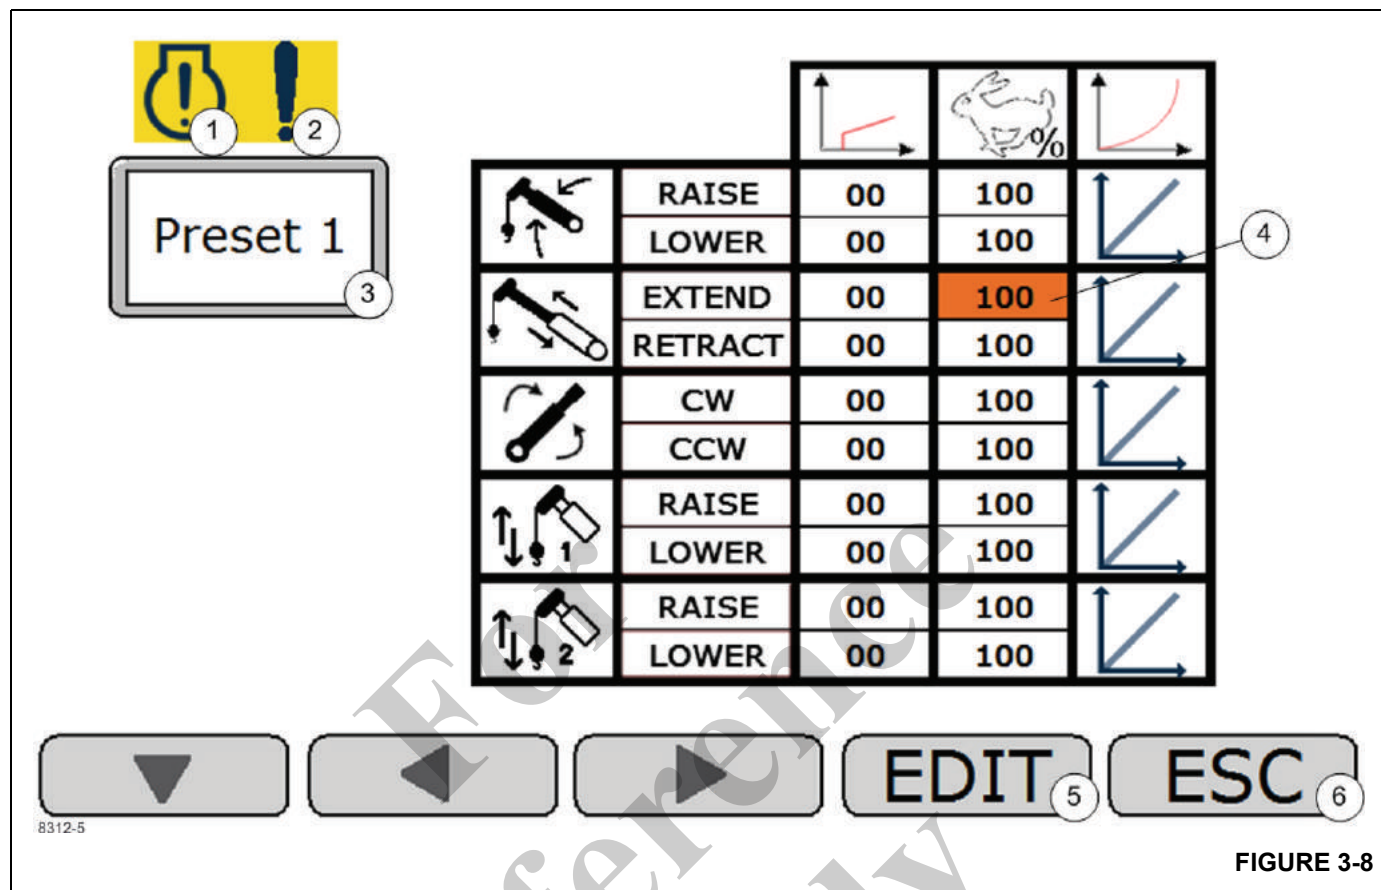 1 2
Preset 1
3
%
RAISE 00 100
LOWER 00 100
4
EXTEND 00 100
RETRACT 00 100
CW 00 100
CCW 00 100
1 RAISE 00 100
LOWER 00 100
2 RAISE 00 100
LOWER 00 100
EDIT 5 ESC 6
8312-5
FIGURE 3-8
For
Reference
Only